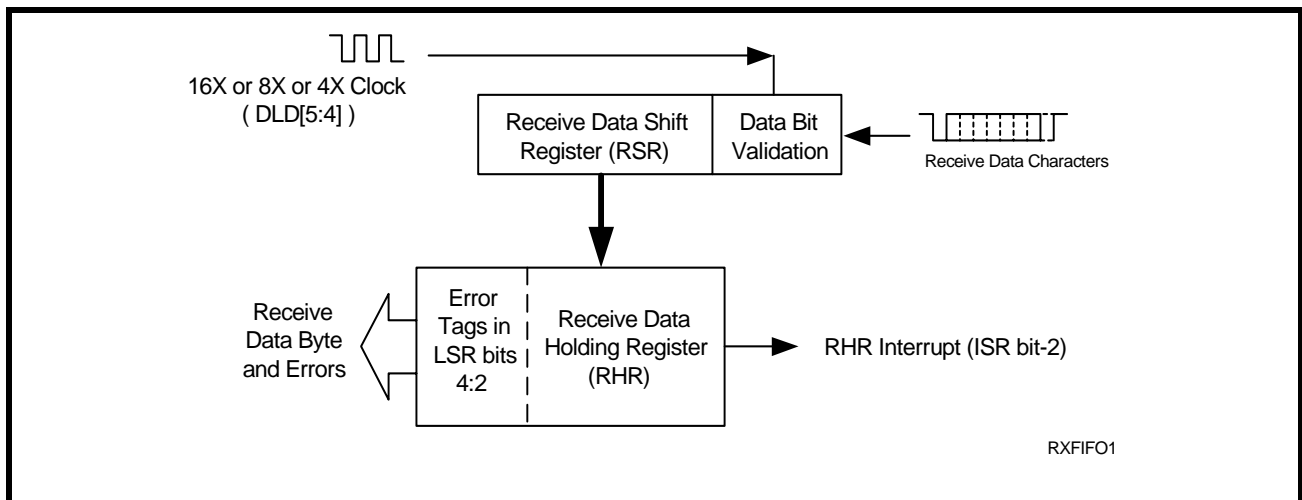 16X or 8X or 4X Clock
( DLD[5:4] )
Receive Data Shift
Register (RSR)
Data Bit
Validation
Receive Data Characters
Receive
Data Byte
and Errors
Error
Tags in
LSR bits
4:2
Receive Data
Holding Register
(RHR)
RHR Interrupt (ISR bit-2)
RXFIFO1